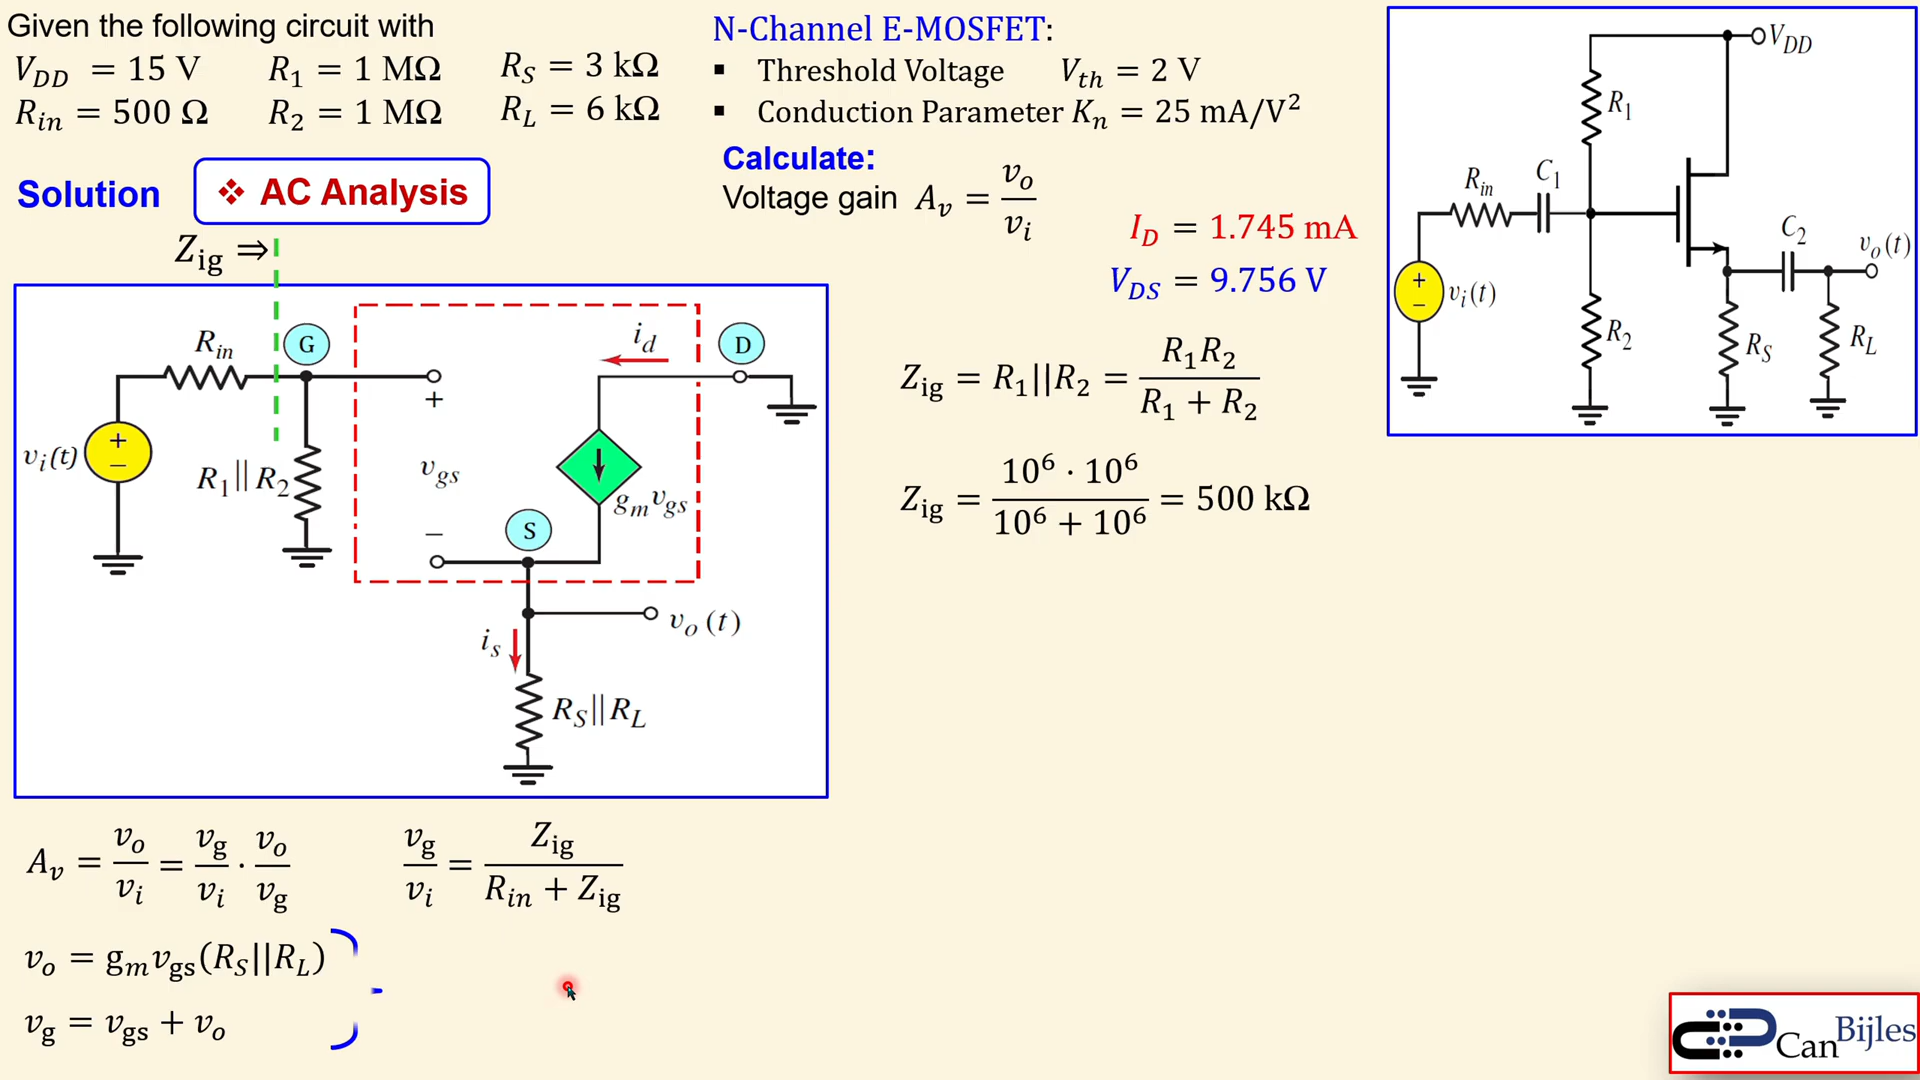 Given the following circuit with
V_DD = 15 V R_1 = 1 MΩ R_S = 3 kΩ
R_in = 500 Ω R_2 = 1 MΩ R_L = 6 kΩ
N-Channel E-MOSFET:
▪ Threshold Voltage V_th = 2 V
▪ Conduction Parameter K_n = 25 mA/V²
Calculate:
Voltage gain A_v = v_o / v_i
I_D = 1.745 mA
V_DS = 9.756 V
Solution
❖ AC Analysis
Z_ig ⇒
R_in
G
i_d
D
+
v_i(t)
+
−
R_1||R_2
v_gs
g_m v_gs
−
S
v_o(t)
i_s
R_S||R_L
Z_ig = R_1||R_2 = R_1R_2 / (R_1 + R_2)
Z_ig = 10⁶ · 10⁶ / (10⁶ + 10⁶) = 500 kΩ
V_DD
R_1
R_in
C_1
C_2
v_o(t)
+
−
v_i(t)
R_2
R_S
R_L
A_v = v_o / v_i = v_g / v_i · v_o / v_g
v_g / v_i = Z_ig / (R_in + Z_ig)
v_o = g_m v_gs(R_S||R_L)
v_g = v_gs + v_o
CanBijles